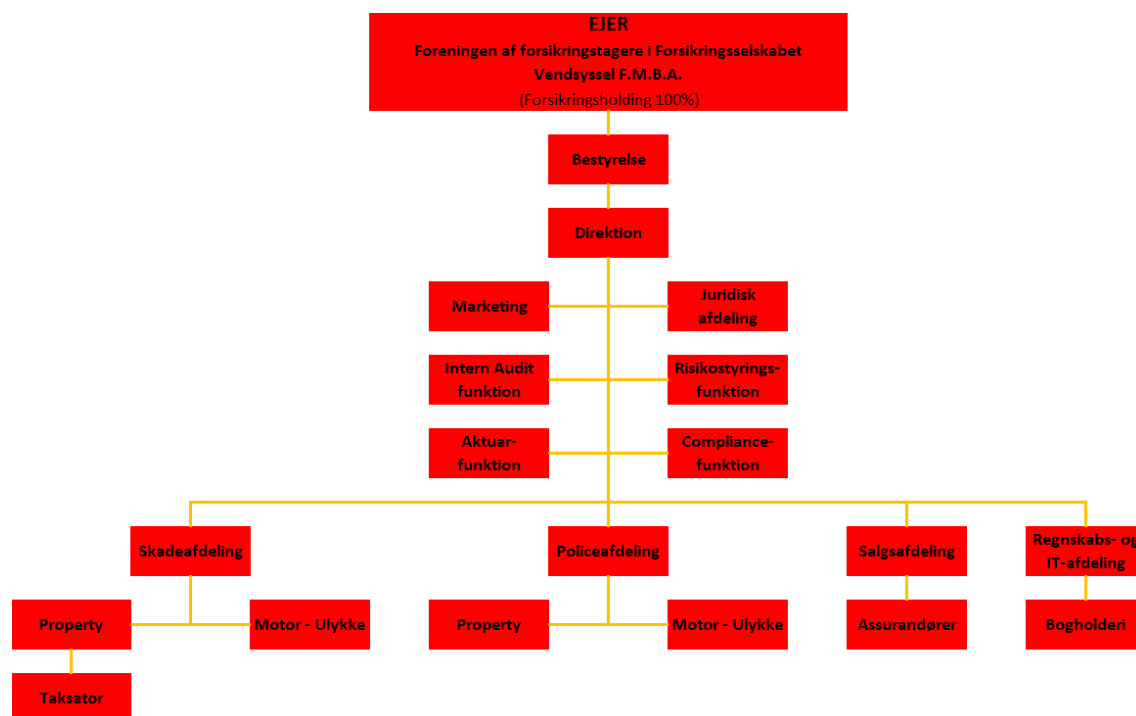 EJER
Foreningen af forsikringstagere i Forsikringsselskabet
Vendsyssel F.M.B.A.
(Forsikringsholding 100%)
Bestyrelse
Direktion
Marketing
Juridisk
afdeling
Intern Audit
funktion
Risikostyrings-
funktion
Aktuar-
funktion
Compliance-
funktion
Skadeafdeling
Policeafdeling
Salgsafdeling
Regnskabs- og
IT-afdeling
Property
Motor - Ulykke
Property
Motor - Ulykke
Assurandører
Bogholderi
Taksator